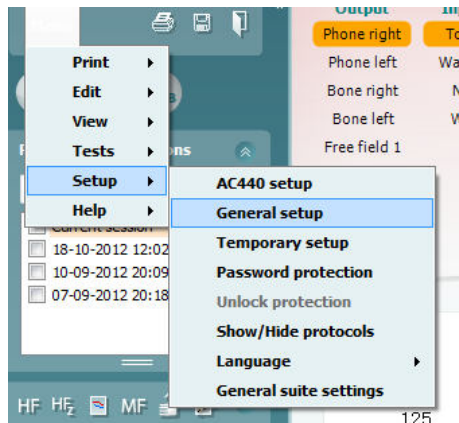 Output
Phone right
Phone left
Bone right
Bone left
Free field 1
Print
Edit
View
Tests
Setup
Help
AC440 setup
General setup
Temporary setup
Password protection
Unlock protection
Show/Hide protocols
Language
General suite settings
Current session
18-10-2012 12:02
10-09-2012 20:09
07-09-2012 20:18
HF HFz MF
125